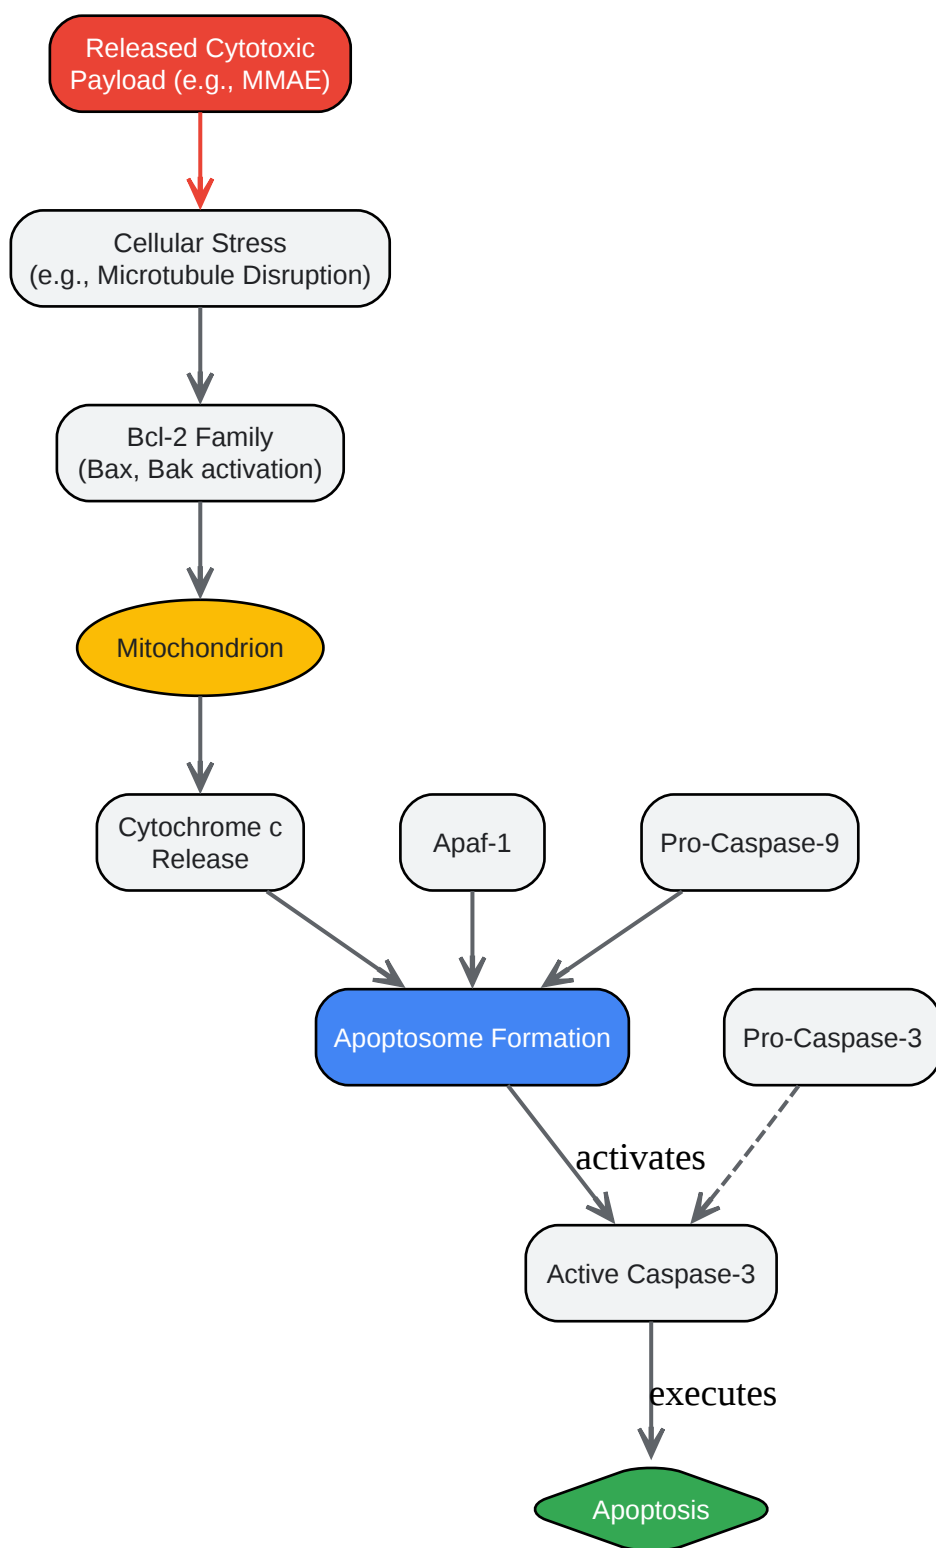 Released Cytotoxic
Payload (e.g., MMAE)
Cellular Stress
(e.g., Microtubule Disruption)
Bcl-2 Family
(Bax, Bak activation)
Mitochondrion
Cytochrome c
Release
Apaf-1
Pro-Caspase-9
Apoptosome Formation
Pro-Caspase-3
activates
Active Caspase-3
executes
Apoptosis